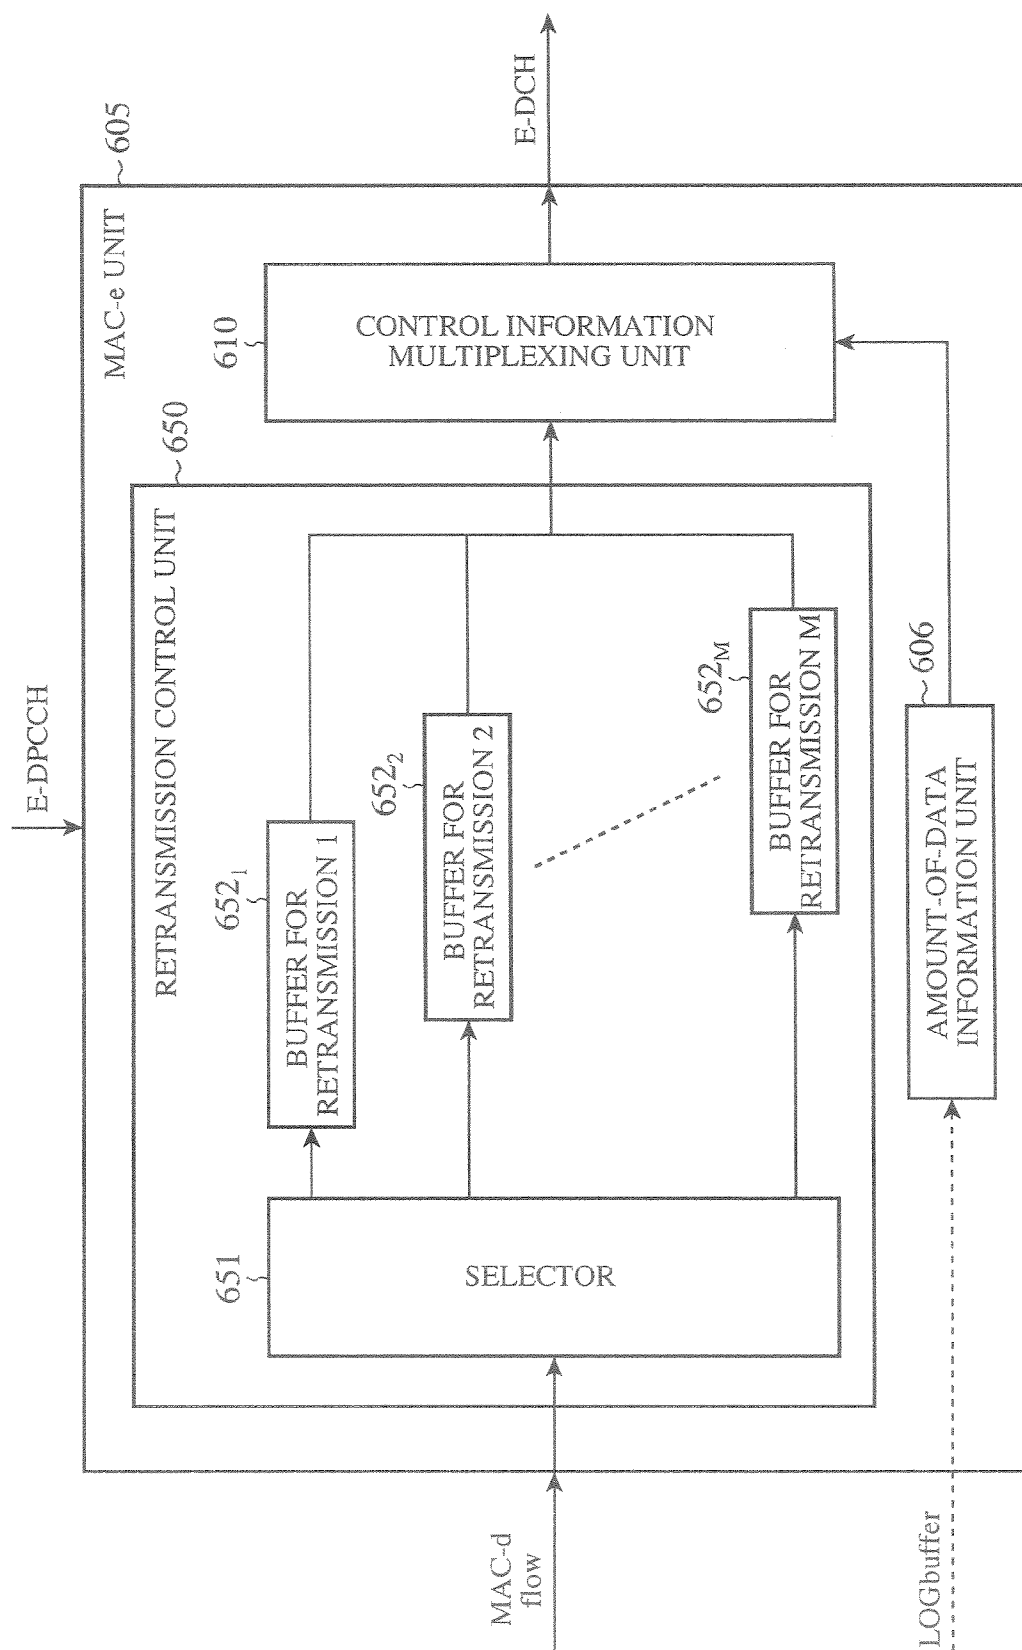 E-DPCCH
605
MAC-e UNIT
650
RETRANSMISSION CONTROL UNIT
MAC-d
flow
651
SELECTOR
652₁
BUFFER FOR
RETRANSMISSION 1
652₂
BUFFER FOR
RETRANSMISSION 2
652M
BUFFER FOR
RETRANSMISSION M
610
CONTROL INFORMATION
MULTIPLEXING UNIT
E-DCH
LOGbuffer
606
AMOUNT-OF-DATA
INFORMATION UNIT